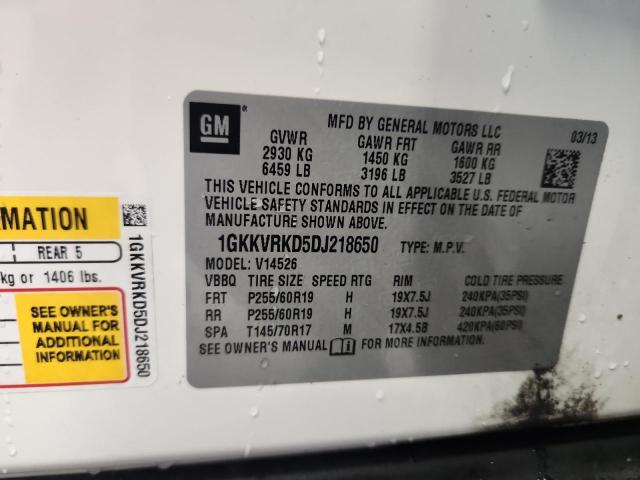 GM
MFD BY GENERAL MOTORS LLC
03/13
GVWR GAWR FRT GAWR RR
2930 KG 1450 KG 1600 KG
6459 LB 3196 LB 3527 LB
THIS VEHICLE CONFORMS TO ALL APPLICABLE U.S. FEDERAL MOTOR
VEHICLE SAFETY STANDARDS IN EFFECT ON THE DATE OF
MANUFACTURE SHOWN ABOVE.
1GKKVRKD5DJ218650 TYPE: M.P.V.
MODEL: V14526
VBBQ TIRE SIZE SPEED RTG RIM COLD TIRE PRESSURE
FRT P255/60R19 H 19X7.5J 240KPA(35PSI)
RR P255/60R19 H 19X7.5J 240KPA(35PSI)
SPA T145/70R17 M 17X4.5B 420KPA(60PSI)
SEE OWNER'S MANUAL FOR MORE INFORMATION.
RMATION
REAR 5
kg or 1406 lbs.
SEE OWNER'S
MANUAL FOR
ADDITIONAL
INFORMATION
1GKKVRKD5DJ218650